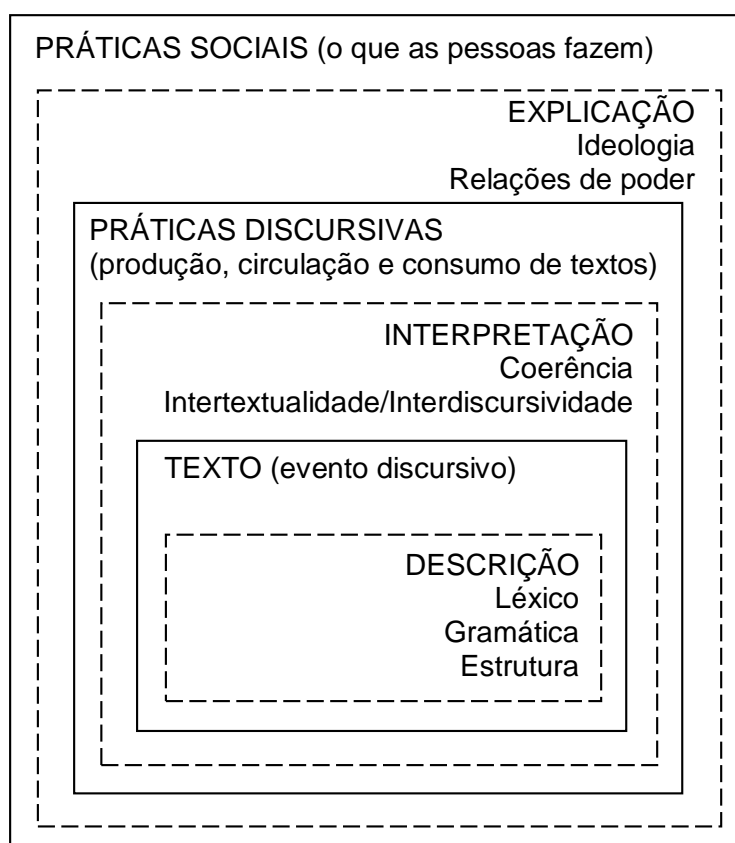 PRÁTICAS SOCIAIS (o que as pessoas fazem)
EXPLICAÇÃO
Ideologia
Relações de poder
PRÁTICAS DISCURSIVAS
(produção, circulação e consumo de textos)
INTERPRETAÇÃO
Coerência
Intertextualidade/Interdiscursividade
TEXTO (evento discursivo)
DESCRIÇÃO
Léxico
Gramática
Estrutura